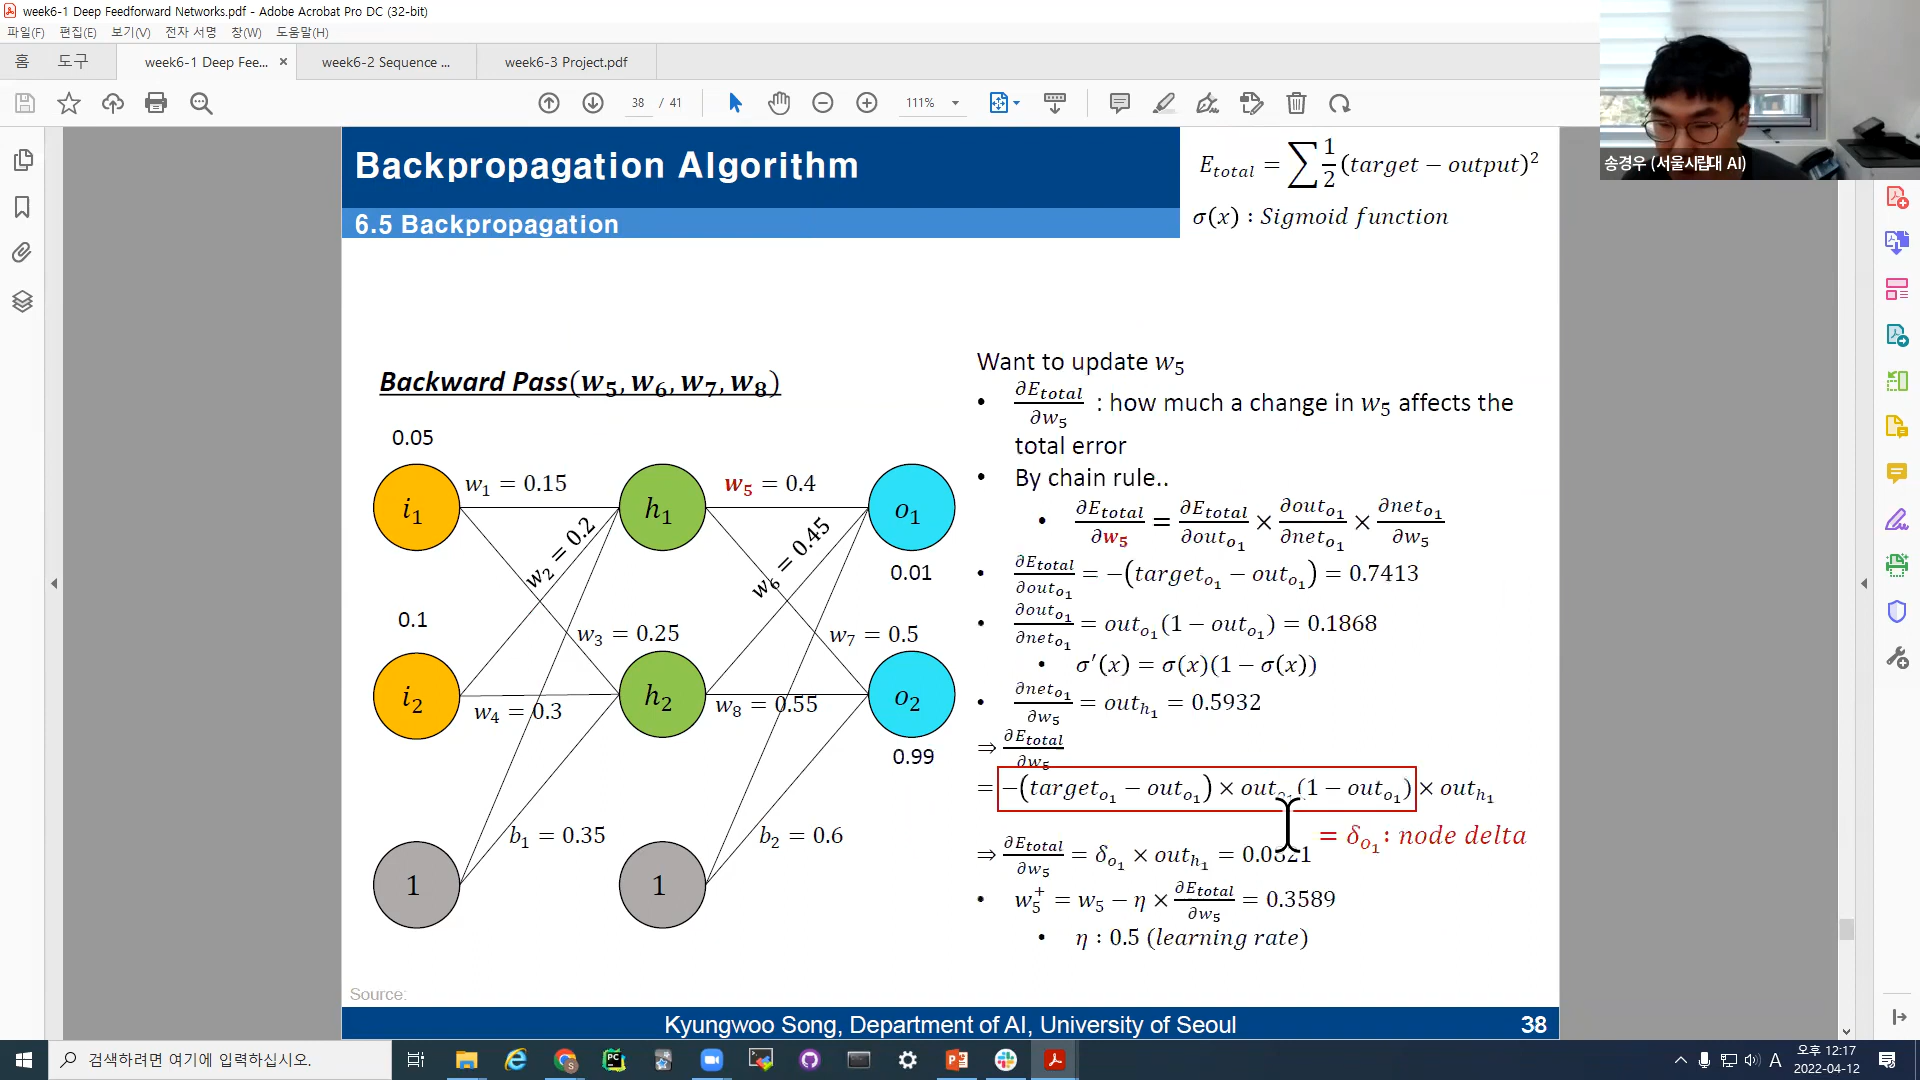 week6-1 Deep Feedforward Networks.pdf - Adobe Acrobat Pro DC (32-bit)
파일(F) 편집(E) 보기(V) 전자 서명 창(W) 도움말(H)
홈 도구 week6-1 Deep Fee... × week6-2 Sequence ... week6-3 Project.pdf
38 / 41 111%
송경우 (서울시립대 AI)
Backpropagation Algorithm
6.5 Backpropagation
E_total = ∑ 1/2 (target − output)²
σ(x) : Sigmoid function
Backward Pass(w₅, w₆, w₇, w₈)
0.05
w₁ = 0.15
w₅ = 0.4
i₁
h₁
o₁
w₂ = 0.2
w₆ = 0.45
0.01
0.1
w₃ = 0.25
w₇ = 0.5
i₂
h₂
o₂
w₄ = 0.3
w₈ = 0.55
0.99
b₁ = 0.35
b₂ = 0.6
1
1
Want to update w₅
• ∂E_total/∂w₅ : how much a change in w₅ affects the
total error
• By chain rule..
• ∂E_total/∂w₅ = ∂E_total/∂out_o₁ × ∂out_o₁/∂net_o₁ × ∂net_o₁/∂w₅
• ∂E_total/∂out_o₁ = −(target_o₁ − out_o₁) = 0.7413
• ∂out_o₁/∂net_o₁ = out_o₁(1 − out_o₁) = 0.1868
• σ′(x) = σ(x)(1 − σ(x))
• ∂net_o₁/∂w₅ = out_h₁ = 0.5932
⇒ ∂E_total/∂w₅
= −(target_o₁ − out_o₁) × out_o₁(1 − out_o₁) × out_h₁
= δ_o₁: node delta
⇒ ∂E_total/∂w₅ = δ_o₁ × out_h₁ = 0.0821
• w₅⁺ = w₅ − η × ∂E_total/∂w₅ = 0.3589
• η : 0.5 (learning rate)
Source:
Kyungwoo Song, Department of AI, University of Seoul 38
검색하려면 여기에 입력하십시오.
A 오후 12:17
2022-04-12